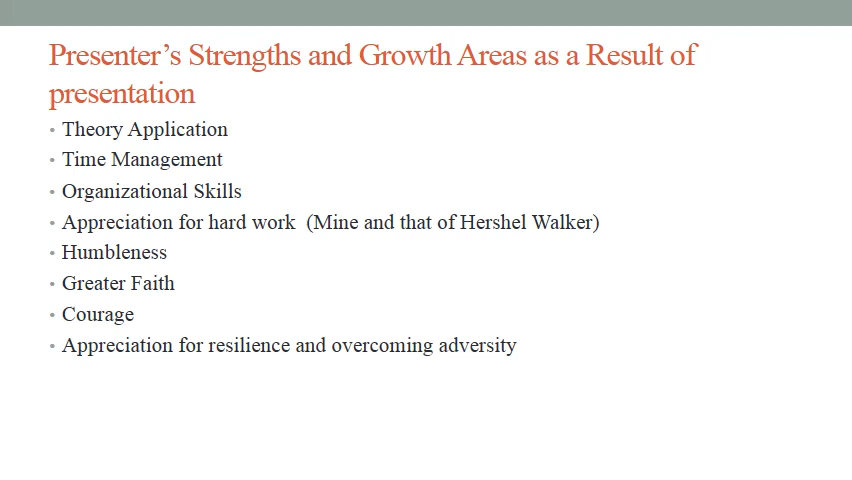 Presenter’s Strengths and Growth Areas as a Result of
presentation
• Theory Application
• Time Management
• Organizational Skills
• Appreciation for hard work  (Mine and that of Hershel Walker)
• Humbleness
• Greater Faith
• Courage
• Appreciation for resilience and overcoming adversity